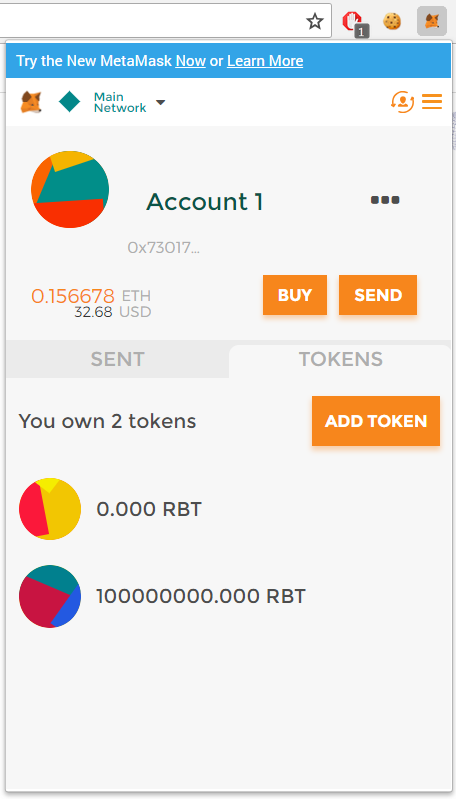 1
Try the New MetaMask Now or Learn More
Main
Network
Account 1
0x73017...
0.156678 ETH
32.68 USD
BUY
SEND
SENT
TOKENS
You own 2 tokens
ADD TOKEN
0.000 RBT
100000000.000 RBT